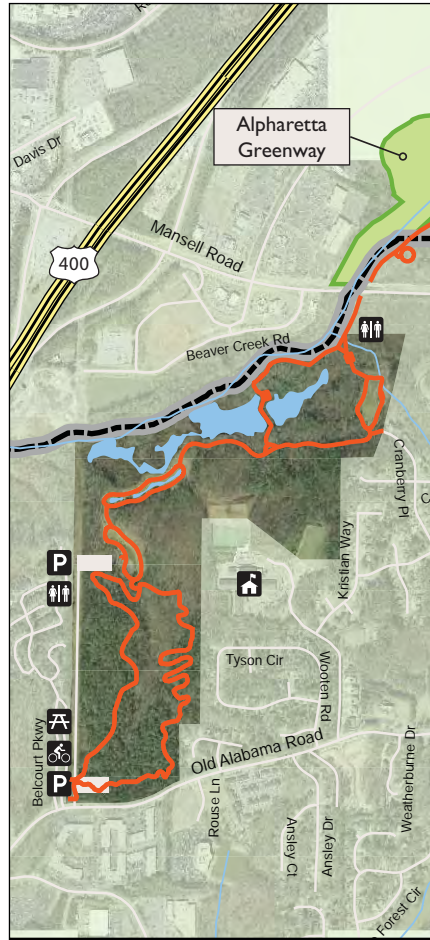 Alpharetta
Greenway
Davis Dr
Mansell Road
400
Beaver Creek Rd
Cranberry Pl
Kristian Way
P
Tyson Cir
Wooten Rd
Belcourt Pkwy
P
Old Alabama Road
Rouse Ln
Ansley Ct
Ansley Dr
Weatherburne Dr
Forest Cir